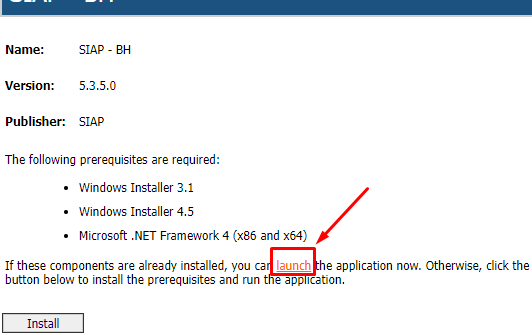 SIAP - BH
Name: SIAP - BH
Version: 5.3.5.0
Publisher: SIAP
The following prerequisites are required:
• Windows Installer 3.1
• Windows Installer 4.5
• Microsoft .NET Framework 4 (x86 and x64)
If these components are already installed, you can launch the application now. Otherwise, click the
button below to install the prerequisites and run the application.
Install